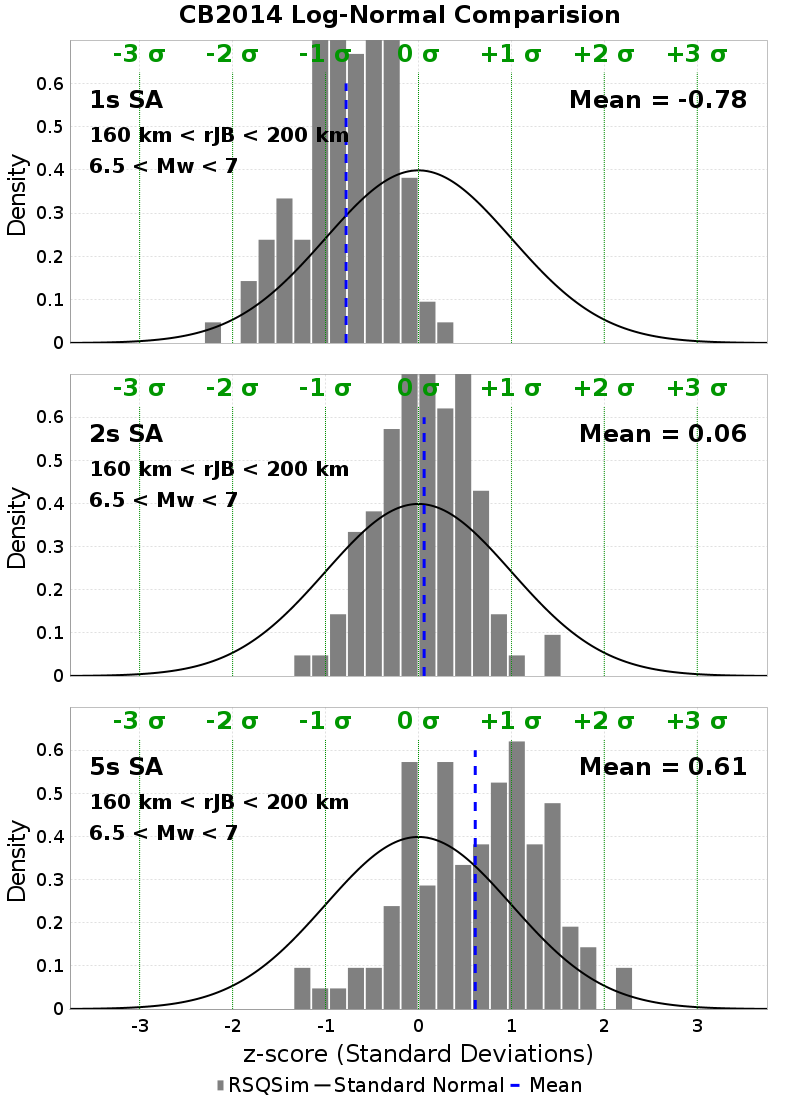 CB2014 Log-Normal Comparision
-3 σ -2 σ -1 σ 0 σ +1 σ +2 σ +3 σ
0.6
1s SA Mean = -0.78
0.5
160 km < rJB < 200 km
6.5 < Mw < 7
0.4
0.3
0.2
0.1
0
Density
-3 σ -2 σ -1 σ 0 σ +1 σ +2 σ +3 σ
0.6
2s SA Mean = 0.06
0.5
160 km < rJB < 200 km
6.5 < Mw < 7
0.4
0.3
0.2
0.1
0
Density
-3 σ -2 σ -1 σ 0 σ +1 σ +2 σ +3 σ
0.6
5s SA Mean = 0.61
0.5
160 km < rJB < 200 km
6.5 < Mw < 7
0.4
0.3
0.2
0.1
0
Density
-3 -2 -1 0 1 2 3
z-score (Standard Deviations)
RSQSim Standard Normal Mean